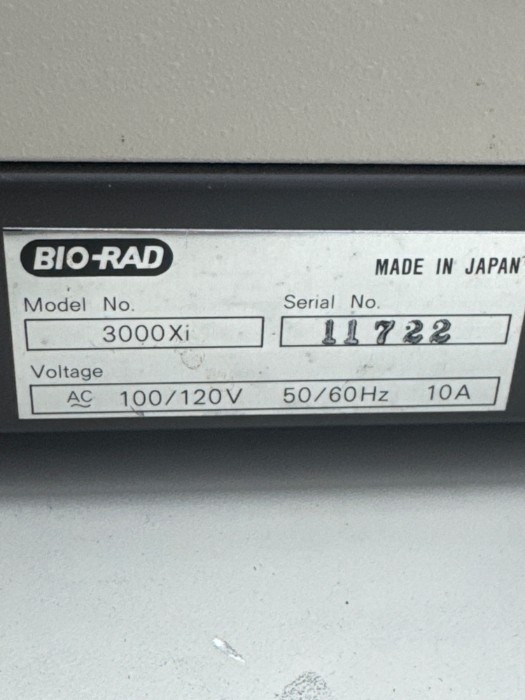 BIO-RAD
MADE IN JAPAN
Model No.
Serial No.
3000Xi
11722
Voltage
AC 100/120V 50/60Hz 10A